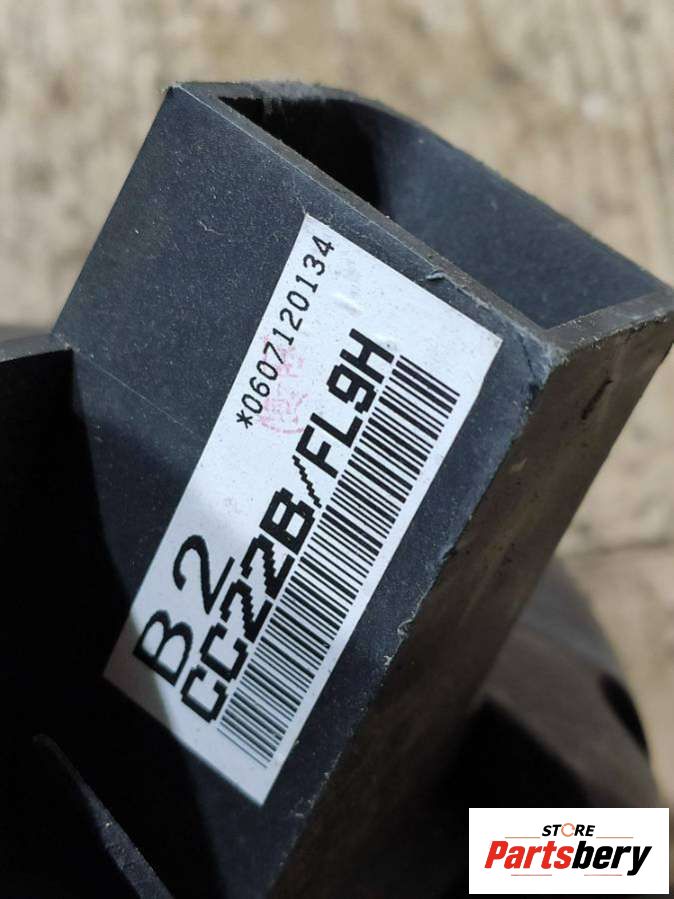 *0607120134
B2
CC22B/FL9H
STORE
Partsbery